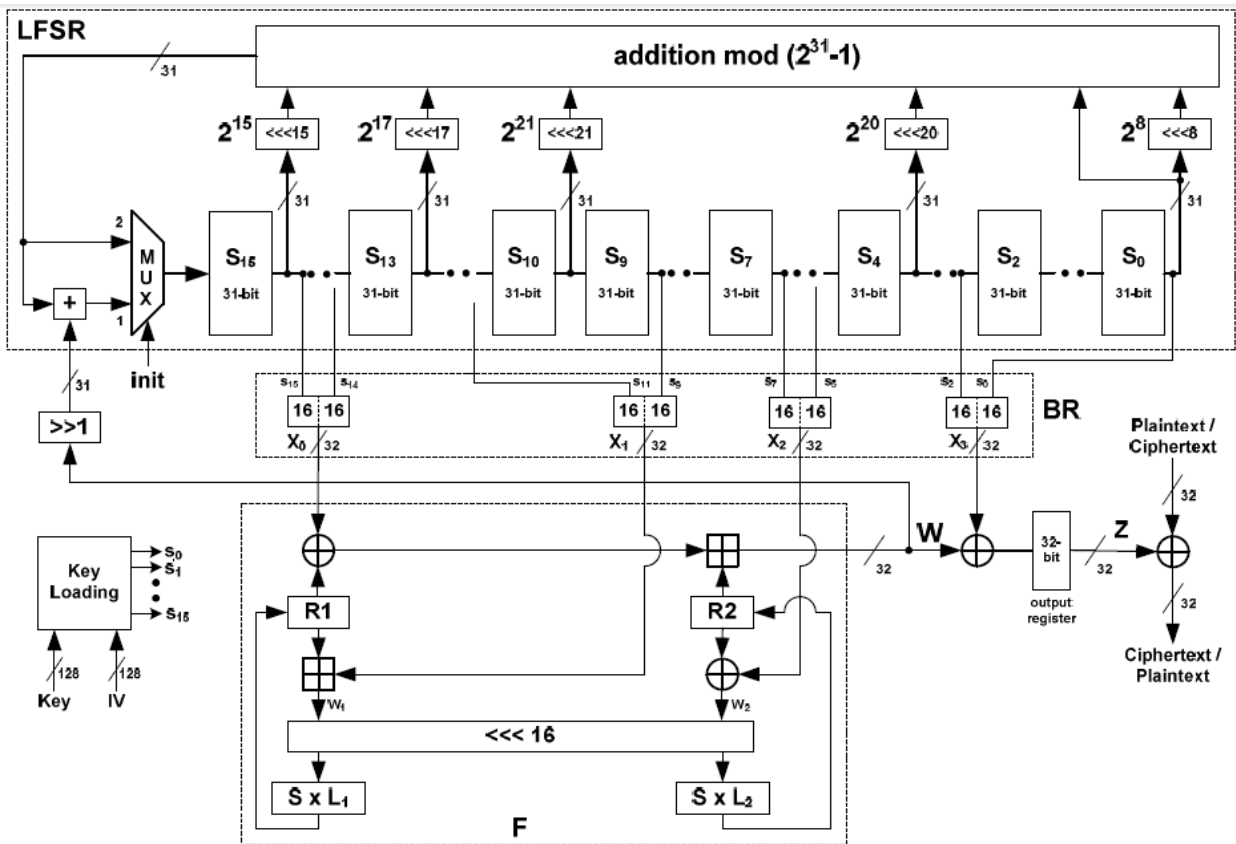 LFSR
addition mod (2^31-1)
31
2^15 <<<15
2^17 <<<17
2^21 <<<21
2^20 <<<20
2^8 <<<8
31 31 31 31 31
2
MUX
1
+
init
S15 31-bit
S13 31-bit
S10 31-bit
S9 31-bit
S7 31-bit
S4 31-bit
S2 31-bit
S0 31-bit
31
>>1
S15 S14 S11 S9 S7 S5 S2 S0
16 16 16 16 16 16 16 16
BR
X0 32 X1 32 X2 32 X3 32
Plaintext /
Ciphertext
32
W
32
32-bit
output
register
Z
32
32
Ciphertext /
Plaintext
Key
Loading
S0
S1
S15
128 128
Key IV
R1
R2
W1
W2
<<< 16
S x L1
S x L2
F